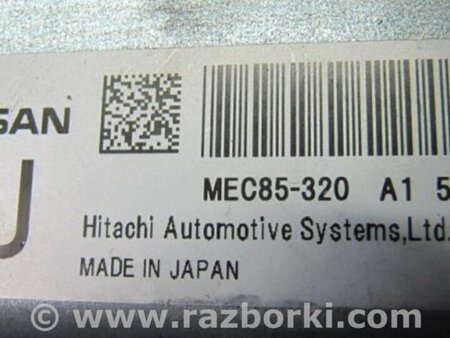 SAN
MEC85-320 A1 5
U
Hitachi Automotive Systems,Ltd.
MADE IN JAPAN
© www.razborki.com